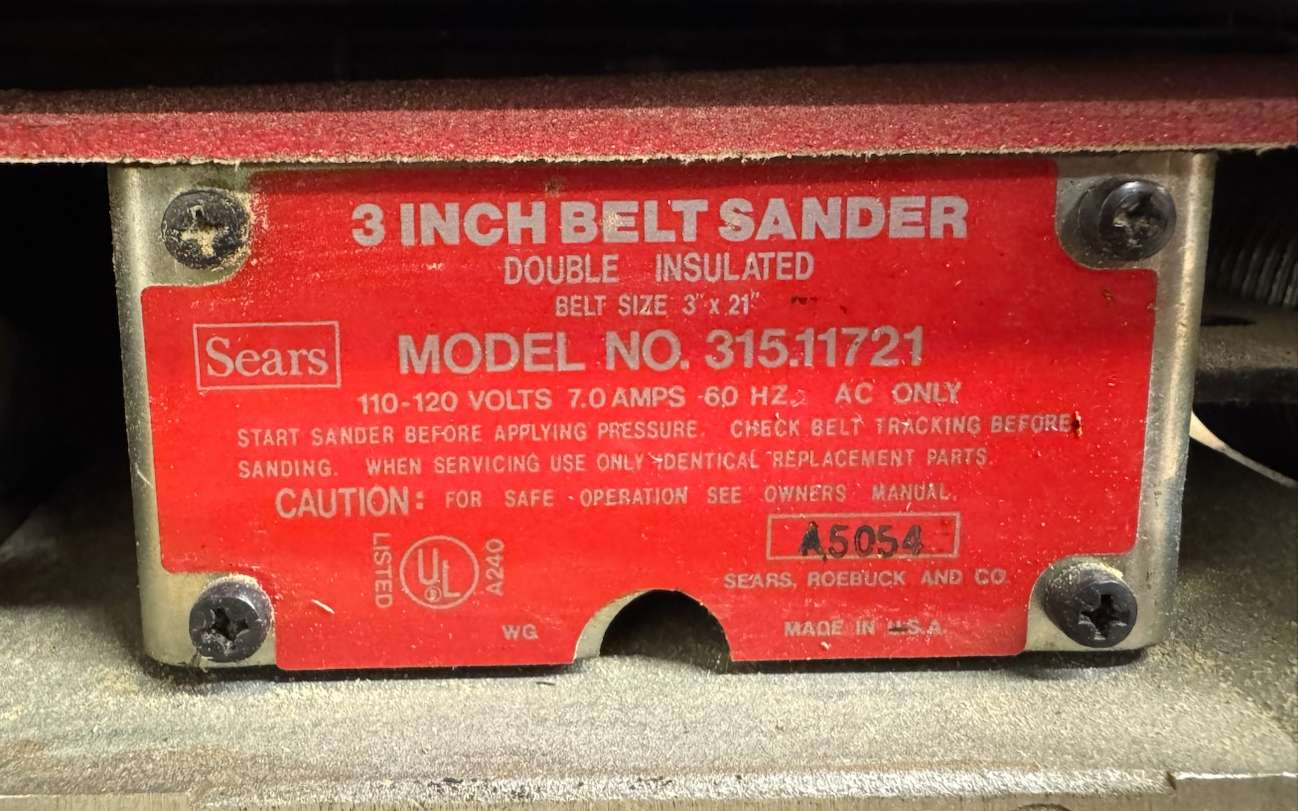 3 INCH BELT SANDER
DOUBLE INSULATED
BELT SIZE 3" x 21"
Sears
MODEL NO. 315.11721
110-120 VOLTS 7.0 AMPS 60 HZ. AC ONLY
START SANDER BEFORE APPLYING PRESSURE. CHECK BELT TRACKING BEFORE
SANDING. WHEN SERVICING USE ONLY IDENTICAL REPLACEMENT PARTS.
CAUTION: FOR SAFE OPERATION SEE OWNERS MANUAL.
LISTED
UL
A240
A5054
SEARS, ROEBUCK AND CO.
WG
MADE IN U.S.A.